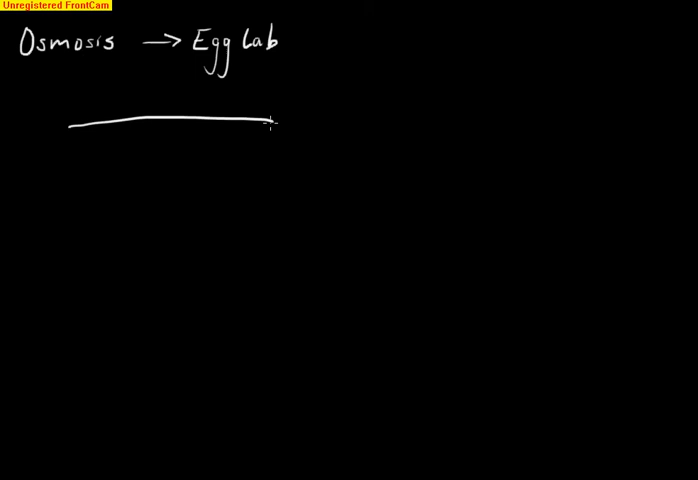 Unregistered FrontCam
Osmosis → Egg Lab